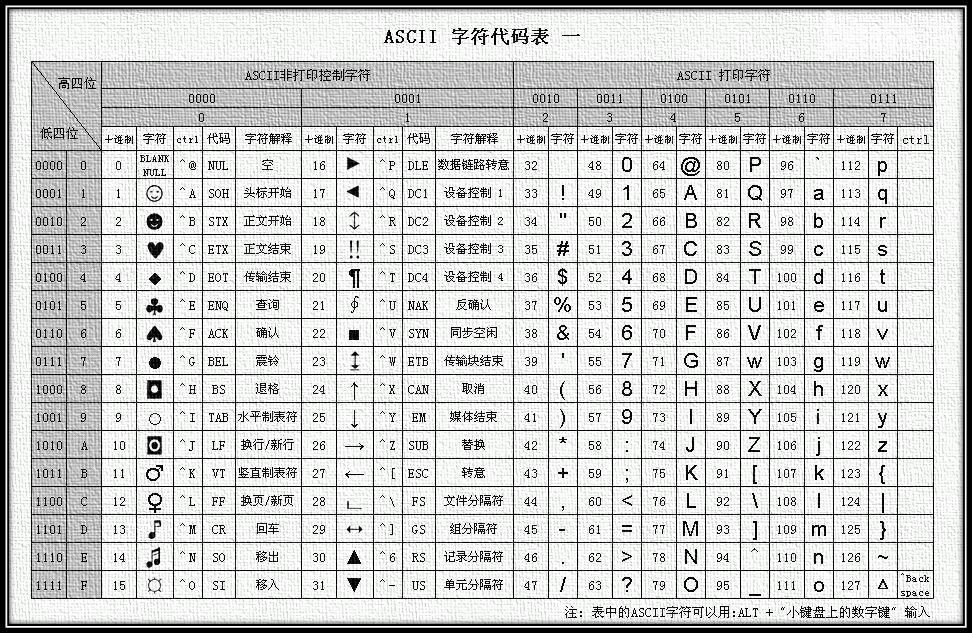 ASCII 字符代码表 一
高四位 ASCII非打印控制字符 ASCII 打印字符
0000 0001 0010 0011 0100 0101 0110 0111
低四位 0 1 2 3 4 5 6 7
十进制 字符 ctrl 代码 字符解释 十进制 字符 ctrl 代码 字符解释 十进制 字符 十进制 字符 十进制 字符 十进制 字符 十进制 字符 十进制 字符 ctrl
0000 0 0 BLANK NULL ^@ NUL 空 16 ► ^P DLE 数据链路转意 32 48 0 64 @ 80 P 96 ` 112 p
0001 1 1 ☺ ^A SOH 头标开始 17 ◄ ^Q DC1 设备控制 1 33 ! 49 1 65 A 81 Q 97 a 113 q
0010 2 2 ☻ ^B STX 正文开始 18 ↕ ^R DC2 设备控制 2 34 " 50 2 66 B 82 R 98 b 114 r
0011 3 3 ♥ ^C ETX 正文结束 19 ‼ ^S DC3 设备控制 3 35 # 51 3 67 C 83 S 99 c 115 s
0100 4 4 ♦ ^D EOT 传输结束 20 ¶ ^T DC4 设备控制 4 36 $ 52 4 68 D 84 T 100 d 116 t
0101 5 5 ♣ ^E ENQ 查询 21 ∮ ^U NAK 反确认 37 % 53 5 69 E 85 U 101 e 117 u
0110 6 6 ♠ ^F ACK 确认 22 ■ ^V SYN 同步空闲 38 & 54 6 70 F 86 V 102 f 118 v
0111 7 7 ● ^G BEL 震铃 23 ↨ ^W ETB 传输块结束 39 ' 55 7 71 G 87 w 103 g 119 w
1000 8 8 ◘ ^H BS 退格 24 ↑ ^X CAN 取消 40 ( 56 8 72 H 88 X 104 h 120 x
1001 9 9 ○ ^I TAB 水平制表符 25 ↓ ^Y EM 媒体结束 41 ) 57 9 73 I 89 Y 105 i 121 y
1010 A 10 ◙ ^J LF 换行/新行 26 → ^Z SUB 替换 42 * 58 : 74 J 90 Z 106 j 122 z
1011 B 11 ♂ ^K VT 竖直制表符 27 ← ^[ ESC 转意 43 + 59 ; 75 K 91 [ 107 k 123 {
1100 C 12 ♀ ^L FF 换页/新页 28 ∟ ^\ FS 文件分隔符 44 , 60 < 76 L 92 \ 108 l 124 |
1101 D 13 ♪ ^M CR 回车 29 ↔ ^] GS 组分隔符 45 - 61 = 77 M 93 ] 109 m 125 }
1110 E 14 ♫ ^N SO 移出 30 ▲ ^6 RS 记录分隔符 46 . 62 > 78 N 94 ^ 110 n 126 ~
1111 F 15 ☼ ^O SI 移入 31 ▼ ^- US 单元分隔符 47 / 63 ? 79 O 95 _ 111 o 127 Δ ^Back space
注: 表中的ASCII字符可以用:ALT + "小键盘上的数字键" 输入